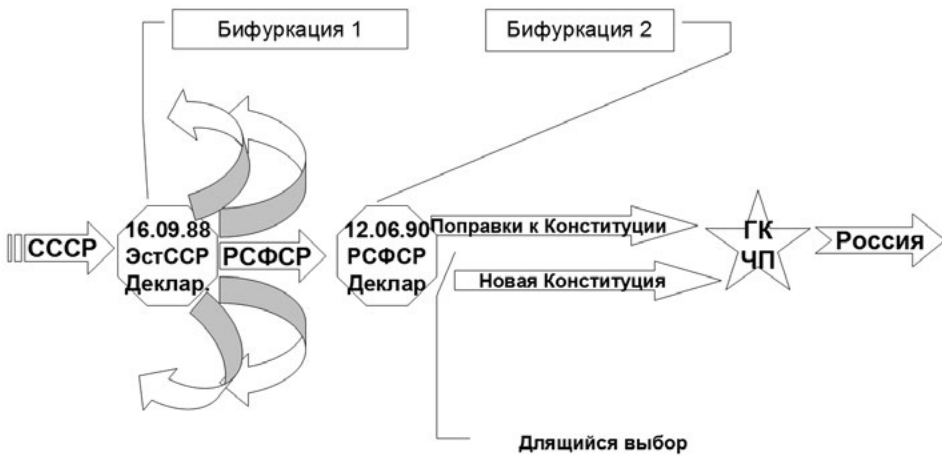 Бифуркация 1
Бифуркация 2
СССР
16.09.88
ЭстССР
Деклар.
РСФСР
12.06.90
РСФСР
Деклар
Поправки к Конституции
Новая Конституция
ГК
ЧП
Россия
Длящийся выбор